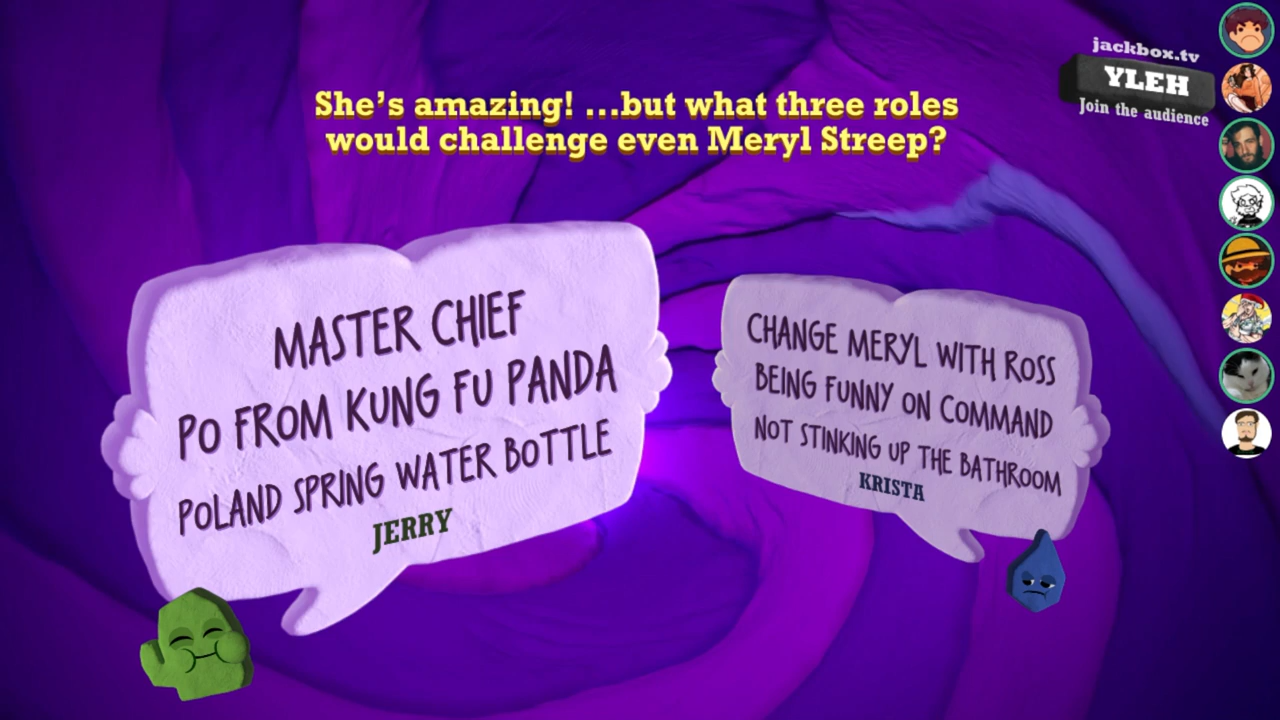 jackbox.tv
YLEH
Join the audience
She's amazing! ...but what three roles
would challenge even Meryl Streep?
MASTER CHIEF
PO FROM KUNG FU PANDA
POLAND SPRING WATER BOTTLE
JERRY
CHANGE MERYL WITH ROSS
BEING FUNNY ON COMMAND
NOT STINKING UP THE BATHROOM
KRISTA